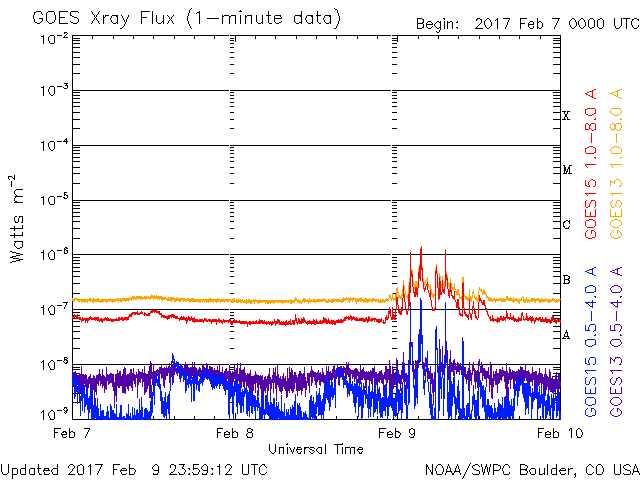 GOES Xray Flux (1-minute data)
Begin: 2017 Feb 7 0000 UTC
10⁻²
10⁻³
10⁻⁴
10⁻⁵
10⁻⁶
10⁻⁷
10⁻⁸
10⁻⁹
Watts m⁻²
X
M
C
B
A
GOES15 1.0-8.0 A
GOES13 1.0-8.0 A
GOES15 0.5-4.0 A
GOES13 0.5-4.0 A
Feb 7
Feb 8
Feb 9
Feb 10
Universal Time
Updated 2017 Feb 9 23:59:12 UTC
NOAA/SWPC Boulder, CO USA